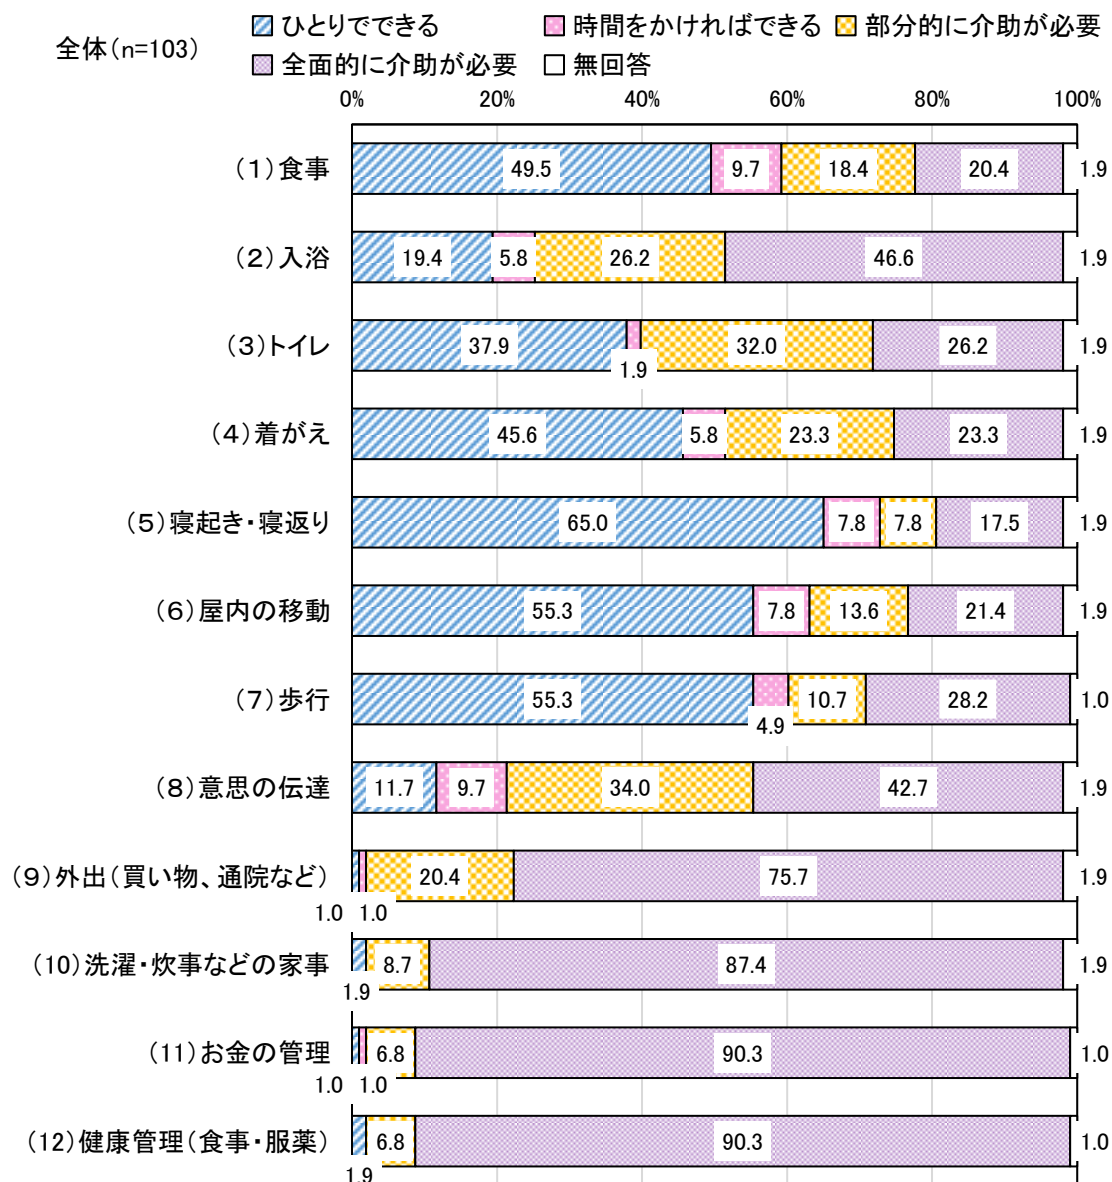 全体(n=103)
ひとりでできる 時間をかければできる 部分的に介助が必要
全面的に介助が必要 無回答
0% 20% 40% 60% 80% 100%
(1)食事 49.5 9.7 18.4 20.4 1.9
(2)入浴 19.4 5.8 26.2 46.6 1.9
(3)トイレ 37.9 1.9 32.0 26.2 1.9
(4)着がえ 45.6 5.8 23.3 23.3 1.9
(5)寝起き・寝返り 65.0 7.8 7.8 17.5 1.9
(6)屋内の移動 55.3 7.8 13.6 21.4 1.9
(7)歩行 55.3 4.9 10.7 28.2 1.0
(8)意思の伝達 11.7 9.7 34.0 42.7 1.9
(9)外出(買い物、通院など) 1.0 1.0 20.4 75.7 1.9
(10)洗濯・炊事などの家事 1.9 8.7 87.4 1.9
(11)お金の管理 1.0 1.0 6.8 90.3 1.0
(12)健康管理(食事・服薬) 1.9 6.8 90.3 1.0